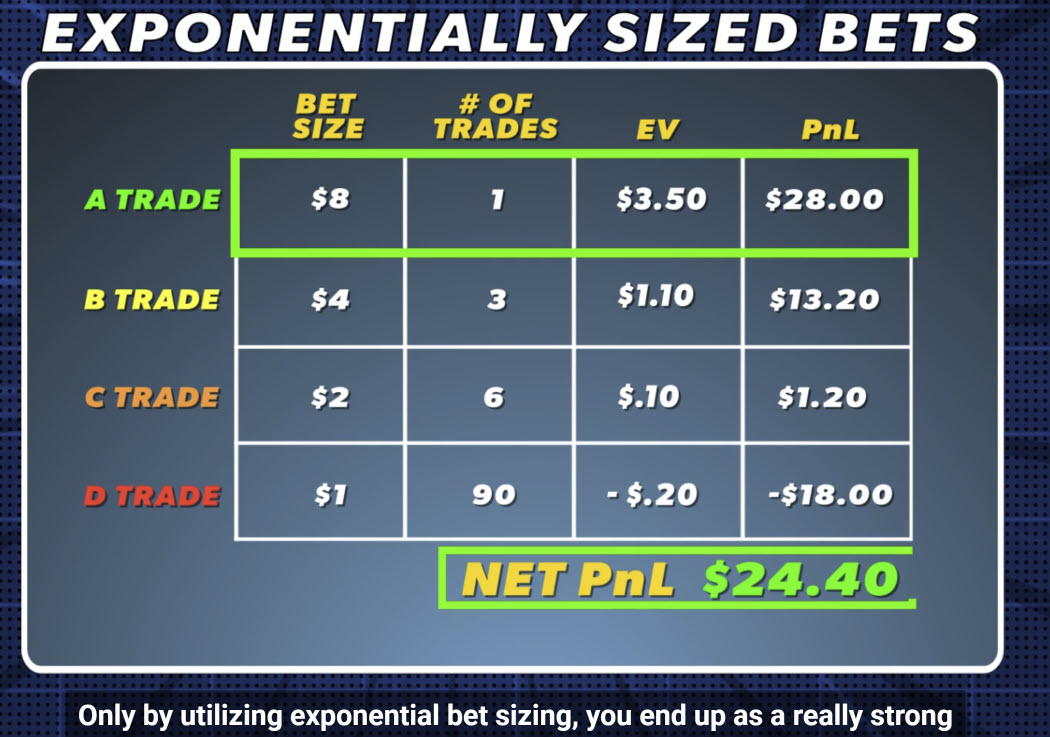 EXPONENTIALLY SIZED BETS
BET SIZE # OF TRADES EV PnL
A TRADE $8 1 $3.50 $28.00
B TRADE $4 3 $1.10 $13.20
C TRADE $2 6 $.10 $1.20
D TRADE $1 90 - $.20 -$18.00
NET PnL $24.40
Only by utilizing exponential bet sizing, you end up as a really strong